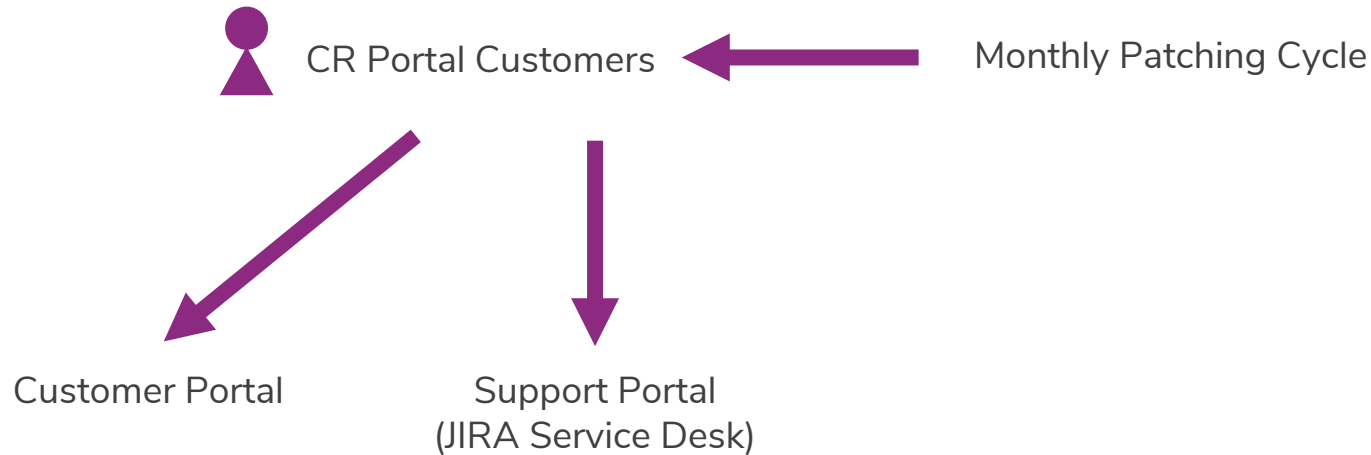 CR Portal Customers
Monthly Patching Cycle
Customer Portal
Support Portal
(JIRA Service Desk)